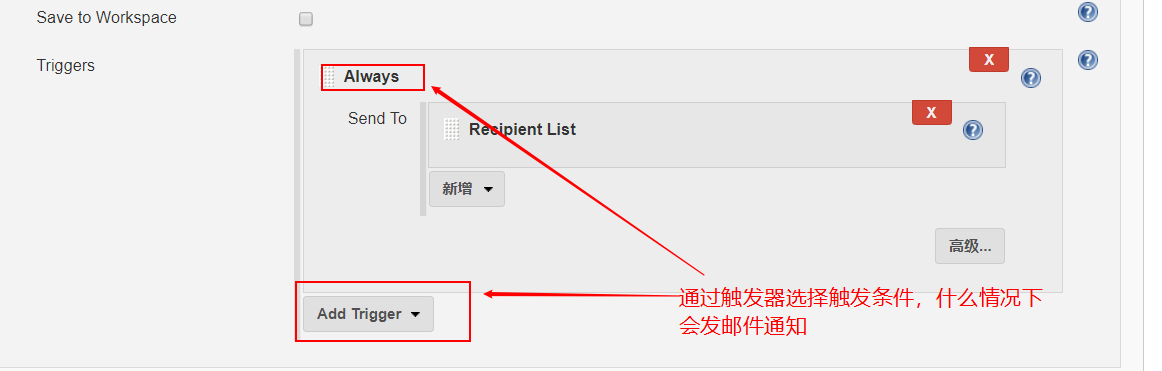 Save to Workspace
Triggers
X
Always
Send To
X
Recipient List
新增
高级...
通过触发器选择触发条件，什么情况下
会发邮件通知
Add Trigger